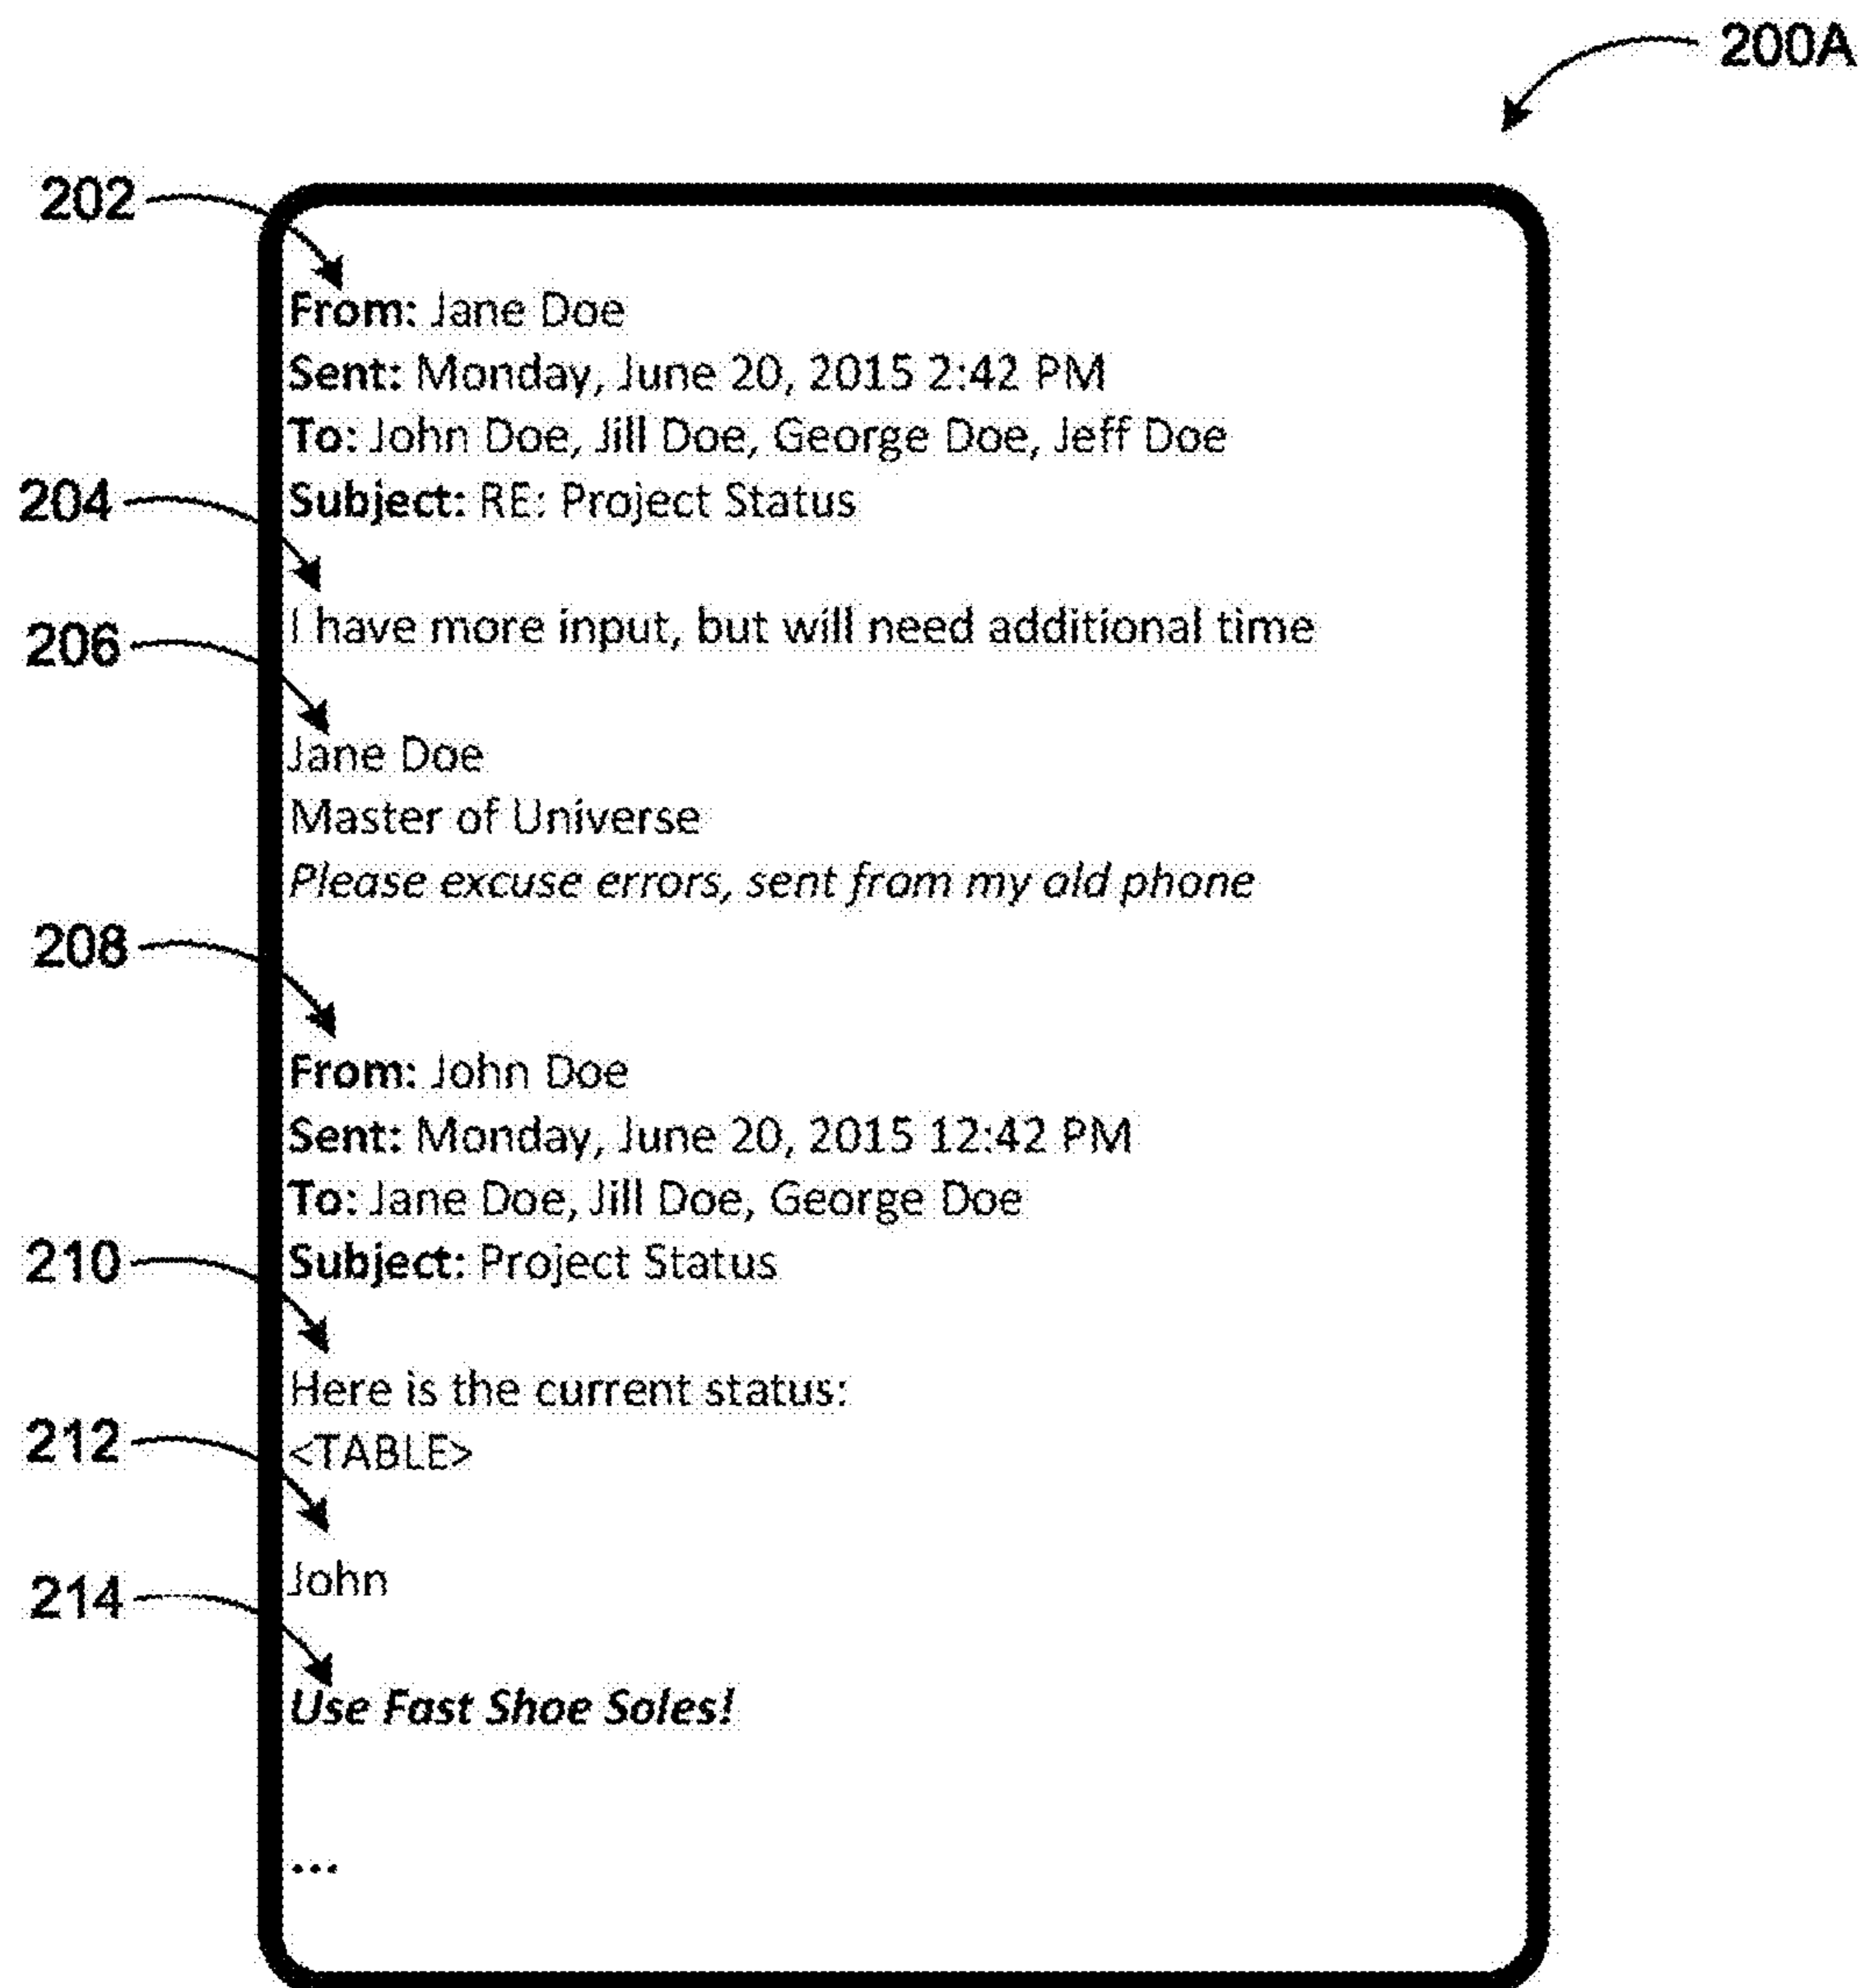 200A
202
From: Jane Doe
Sent: Monday, June 20, 2015 2:42 PM
To: John Doe, Jill Doe, George Doe, Jeff Doe
204
Subject: RE: Project Status
I have more input, but will need additional time
206
Jane Doe
Master of Universe
Please excuse errors, sent from my old phone
208
From: John Doe
Sent: Monday, June 20, 2015 12:42 PM
To: Jane Doe, Jill Doe, George Doe
210
Subject: Project Status
Here is the current status:
212
<TABLE>
John
214
Use Fast Shoe Soles!
...